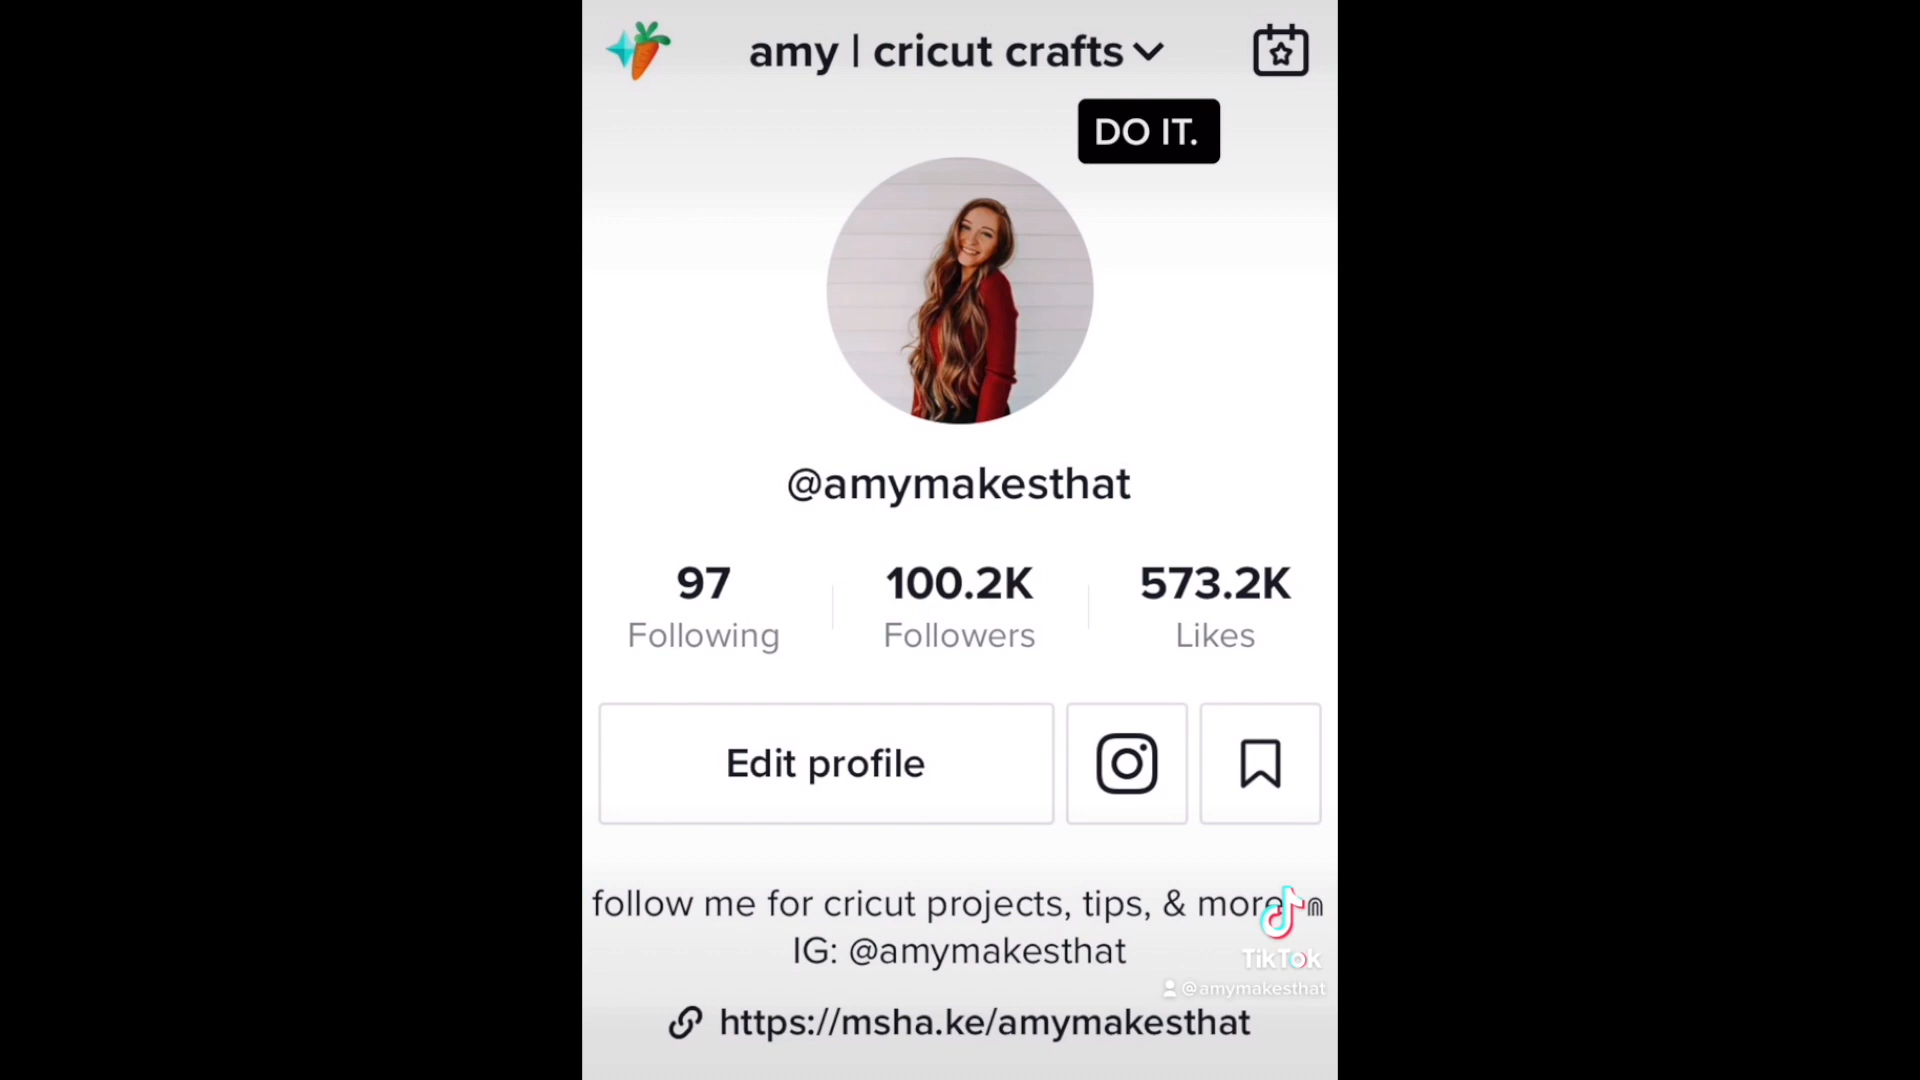 amy | cricut crafts
DO IT.
@amymakesthat
97 100.2K 573.2K
Following Followers Likes
Edit profile
follow me for cricut projects, tips, & more
IG: @amymakesthat
TikTok
@amymakesthat
https://msha.ke/amymakesthat